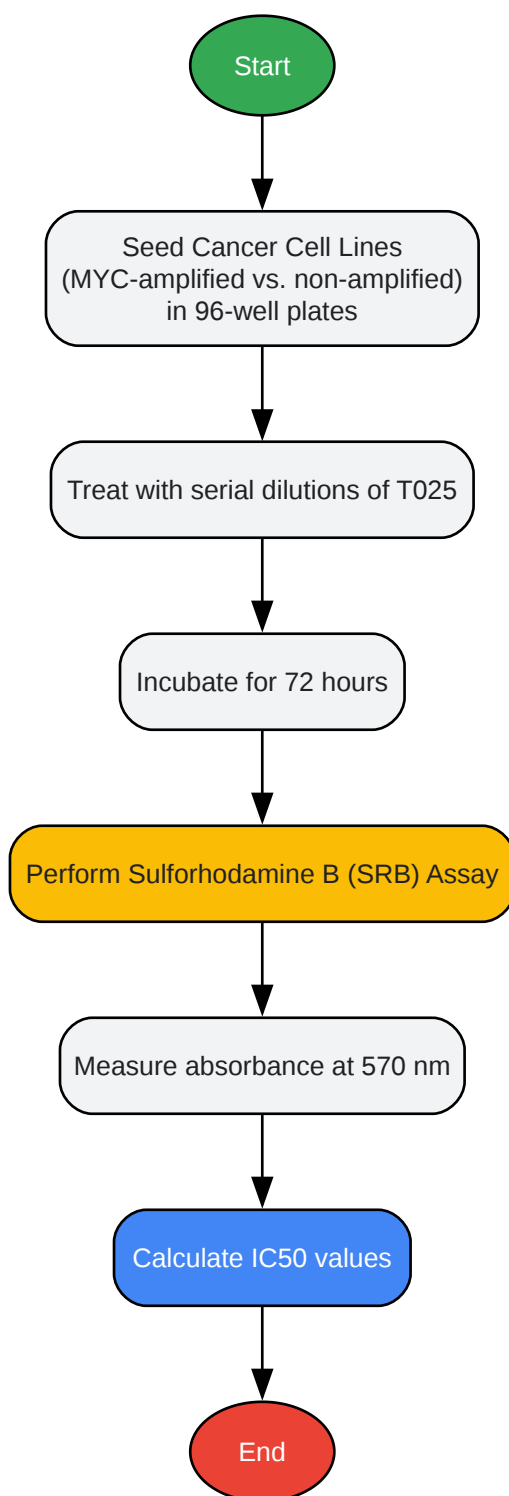 Start
Seed Cancer Cell Lines
(MYC-amplified vs. non-amplified)
in 96-well plates
Treat with serial dilutions of T025
Incubate for 72 hours
Perform Sulforhodamine B (SRB) Assay
Measure absorbance at 570 nm
Calculate IC50 values
End